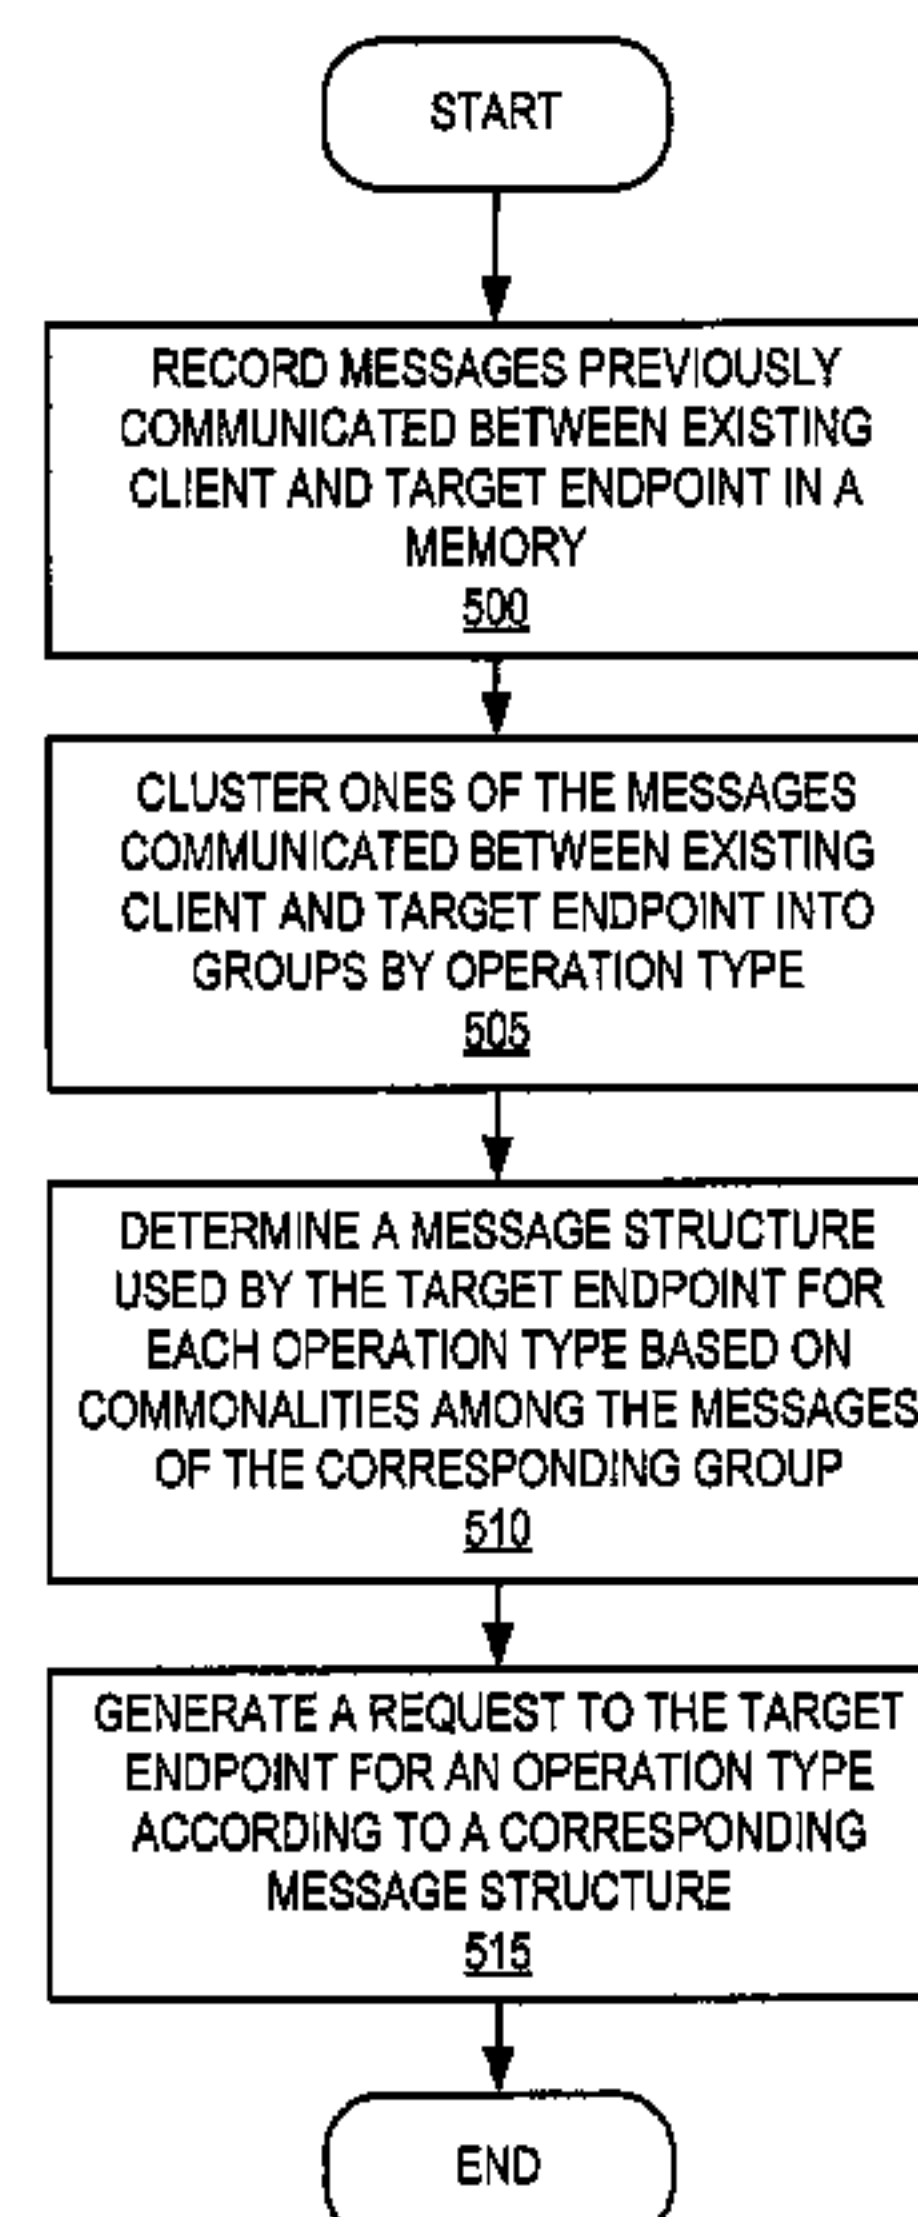 START
RECORD MESSAGES PREVIOUSLY
COMMUNICATED BETWEEN EXISTING
CLIENT AND TARGET ENDPOINT IN A
MEMORY
500
CLUSTER ONES OF THE MESSAGES
COMMUNICATED BETWEEN EXISTING
CLIENT AND TARGET ENDPOINT INTO
GROUPS BY OPERATION TYPE
505
DETERMINE A MESSAGE STRUCTURE
USED BY THE TARGET ENDPOINT FOR
EACH OPERATION TYPE BASED ON
COMMONALITIES AMONG THE MESSAGES
OF THE CORRESPONDING GROUP
510
GENERATE A REQUEST TO THE TARGET
ENDPOINT FOR AN OPERATION TYPE
ACCORDING TO A CORRESPONDING
MESSAGE STRUCTURE
515
END